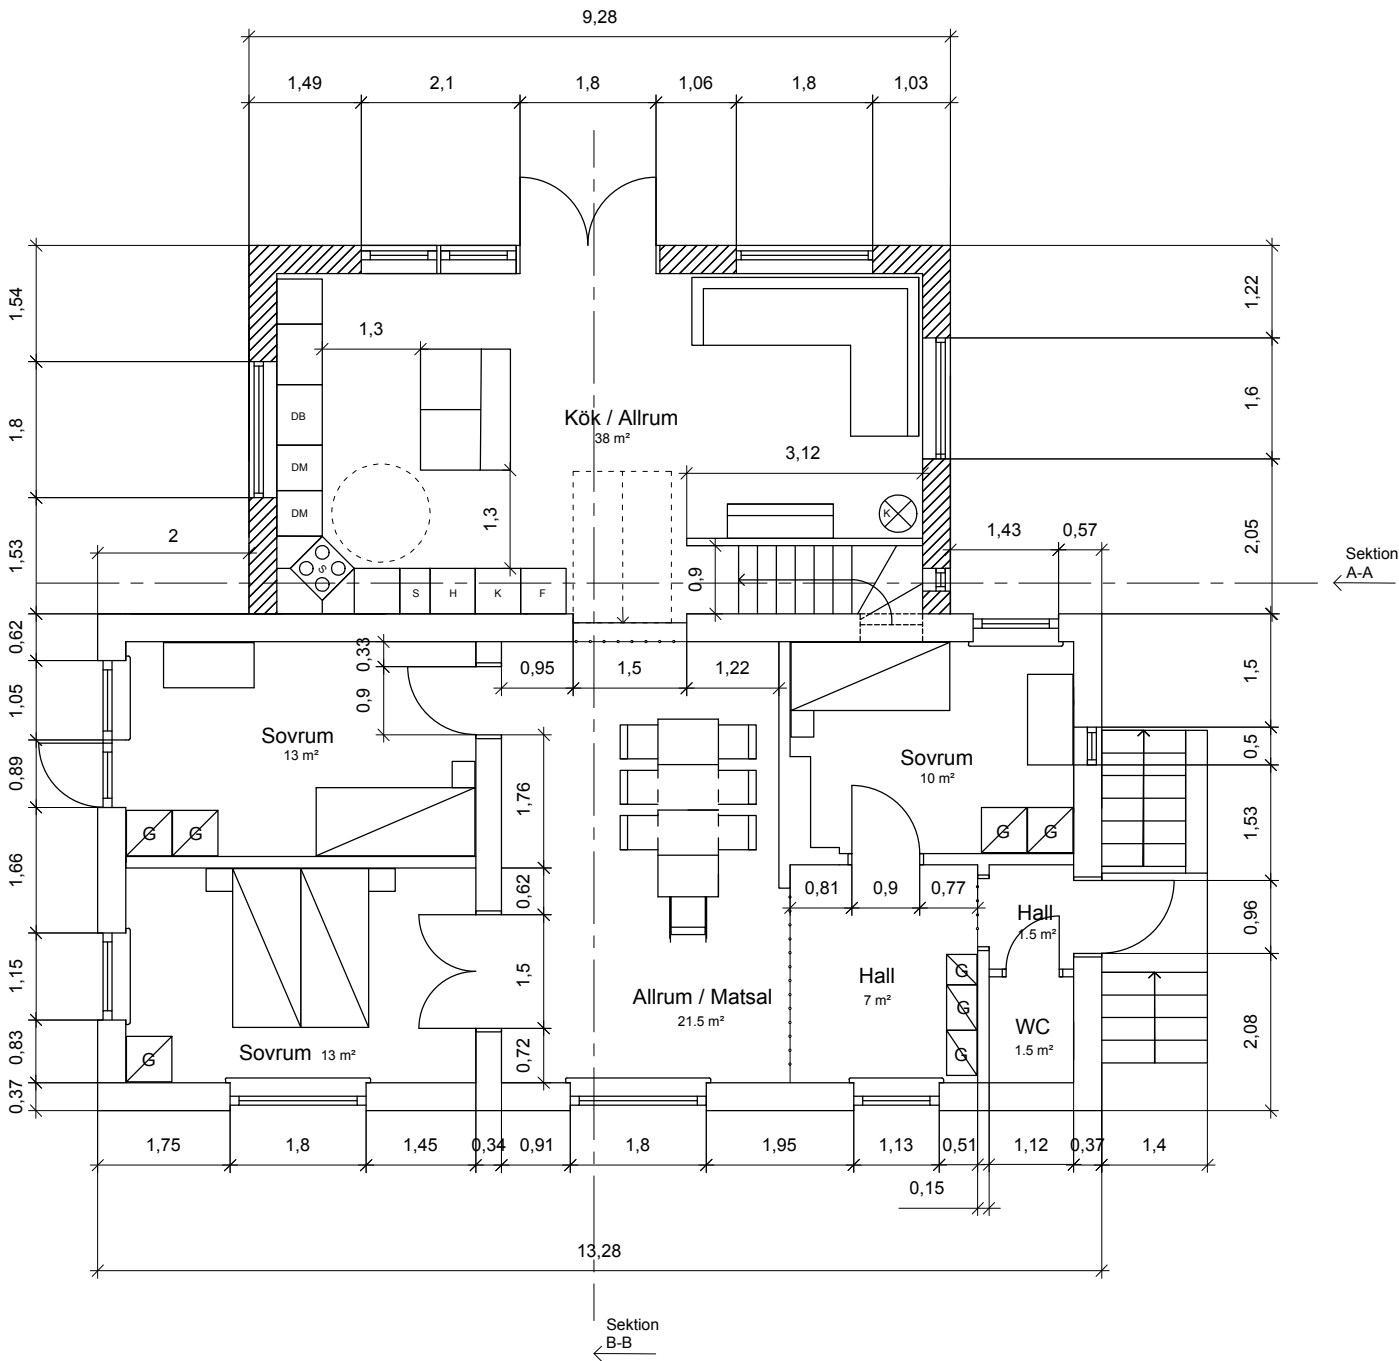 9,28
1,49 2,1 1,8 1,06 1,8 1,03
1,54
1,8
1,53
0,62
1,05
0,89
1,66
1,15
0,83
0,37
1,22
1,6
2,05
1,5
0,5
1,53
0,96
2,08
1,3
DB
DM
DM
S
S H K F
1,3
Kök / Allrum
38 m²
3,12
K
0,9
2
1,43 0,57
Sektion
A-A
0,33
0,9
0,95 1,5 1,22
Sovrum
13 m²
G G
1,76
0,62
1,5
0,72
Sovrum
10 m²
G G
0,81 0,9 0,77
Hall
1.5 m²
Hall
7 m²
G
G
G
WC
1.5 m²
Allrum / Matsal
21.5 m²
Sovrum 13 m²
G
1,75 1,8 1,45 0,34 0,91 1,8 1,95 1,13 0,51 1,12 0,37 1,4
0,15
13,28
Sektion
B-B